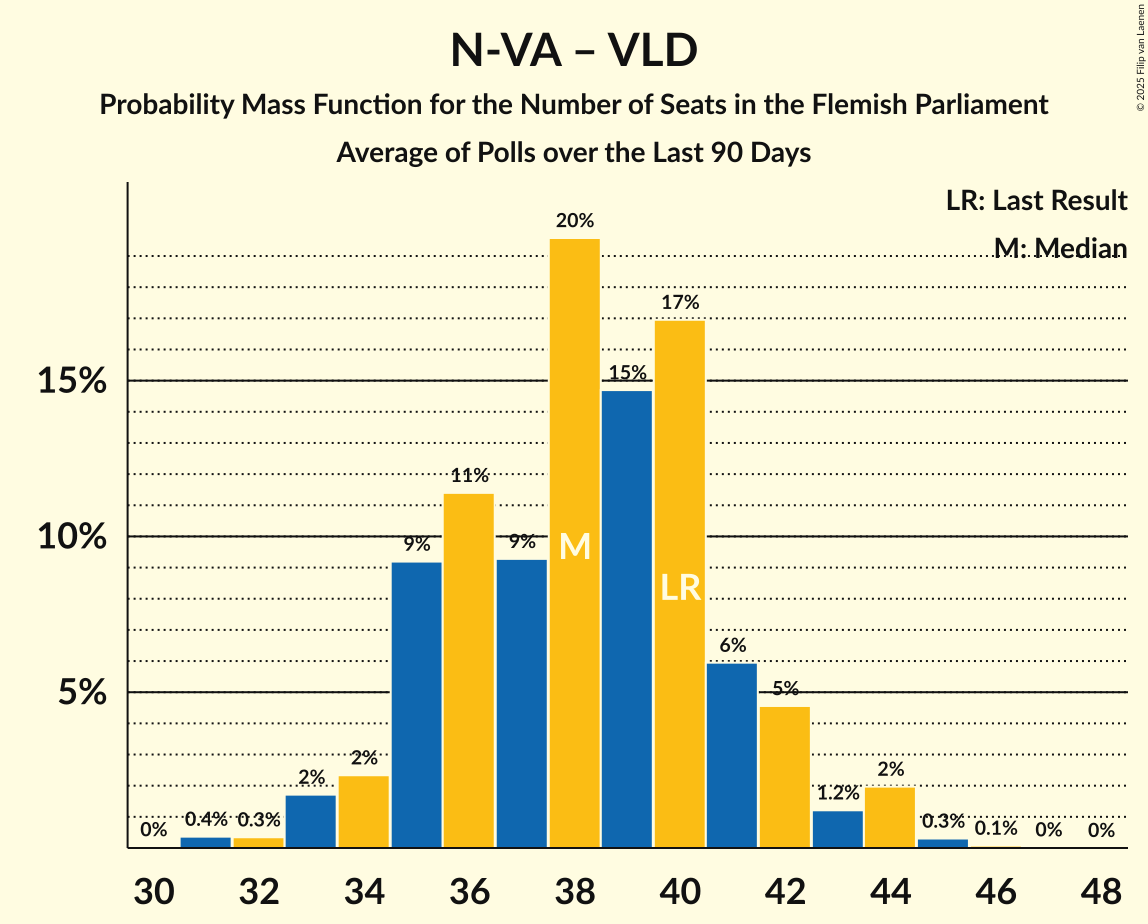 N-VA – VLD
Probability Mass Function for the Number of Seats in the Flemish Parliament
Average of Polls over the Last 90 Days
© 2025 Filip van Laenen
LR: Last Result
M: Median
15%
10%
5%
0%
0.4%
0.3%
2%
2%
9%
11%
9%
20%
15%
17%
6%
5%
1.2%
2%
0.3%
0.1%
0%
0%
M
LR
30 32 34 36 38 40 42 44 46 48